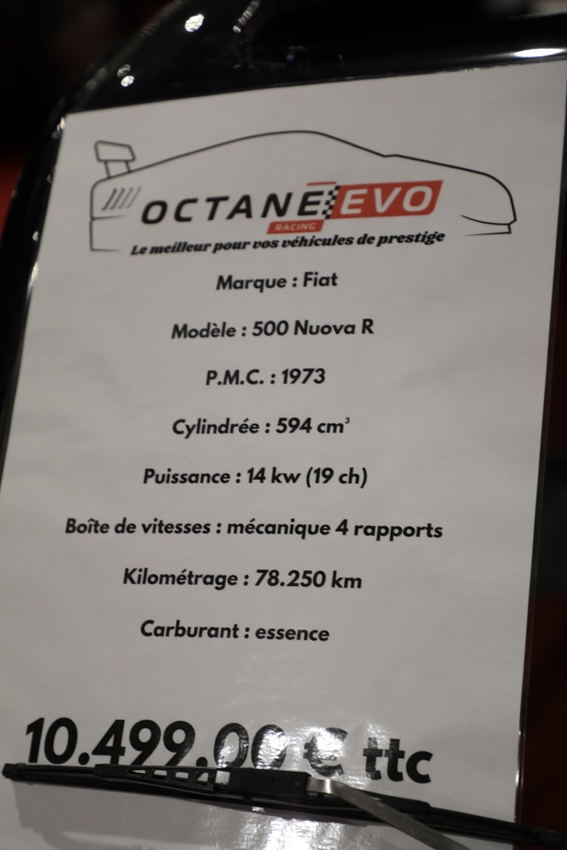 OCTANE EVO
RACING
Le meilleur pour vos véhicules de prestige
Marque : Fiat
Modèle : 500 Nuova R
P.M.C. : 1973
Cylindrée : 594 cm³
Puissance : 14 kw (19 ch)
Boîte de vitesses : mécanique 4 rapports
Kilométrage : 78.250 km
Carburant : essence
10.499.00 € ttc